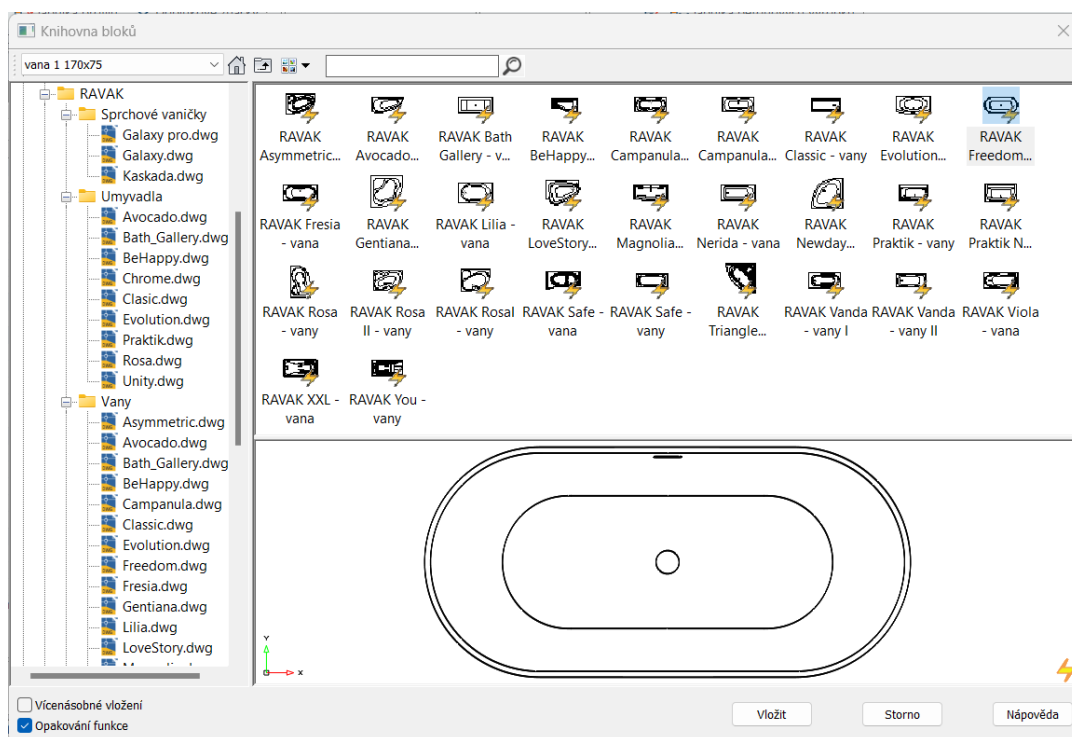 Knihovna bloků
vana 1 170x75
RAVAK
Sprchové vaničky
Galaxy pro.dwg
Galaxy.dwg
Kaskada.dwg
Umyvadla
Avocado.dwg
Bath_Gallery.dwg
BeHappy.dwg
Chrome.dwg
Clasic.dwg
Evolution.dwg
Praktik.dwg
Rosa.dwg
Unity.dwg
Vany
Asymmetric.dwg
Avocado.dwg
Bath_Gallery.dwg
BeHappy.dwg
Campanula.dwg
Classic.dwg
Evolution.dwg
Freedom.dwg
Fresia.dwg
Gentiana.dwg
Lilia.dwg
LoveStory.dwg
RAVAK
Asymmetric...
RAVAK
Avocado...
RAVAK Bath
Gallery - v...
RAVAK
BeHappy...
RAVAK
Campanula...
RAVAK
Campanula...
RAVAK
Classic - vany
RAVAK
Evolution...
RAVAK
Freedom...
RAVAK Fresia
- vana
RAVAK
Gentiana...
RAVAK Lilia -
vana
RAVAK
LoveStory...
RAVAK
Magnolia...
RAVAK
Nerida - vana
RAVAK
Newday...
RAVAK
Praktik - vany
RAVAK
Praktik N...
RAVAK Rosa
- vany
RAVAK Rosa
II - vany
RAVAK RosaI
- vany
RAVAK Safe -
vana
RAVAK Safe -
vany
RAVAK
Triangle...
RAVAK Vanda
- vany I
RAVAK Vanda
- vany II
RAVAK Viola
- vana
RAVAK XXL -
vana
RAVAK You -
vany
Y
X
Vícenásobné vložení
Opakování funkce
Vložit
Storno
Nápověda